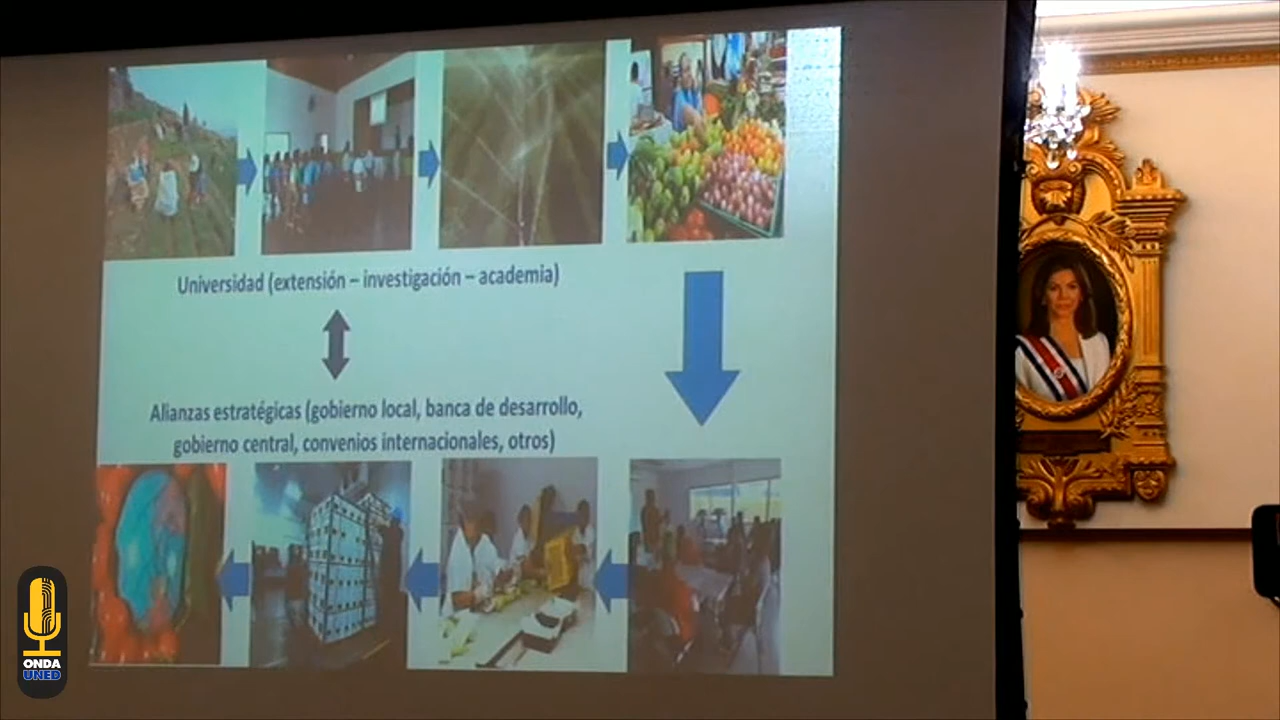 Universidad (extensión – investigación – academia)
Alianzas estratégicas (gobierno local, banca de desarrollo,
gobierno central, convenios internacionales, otros)
ONDA
UNED